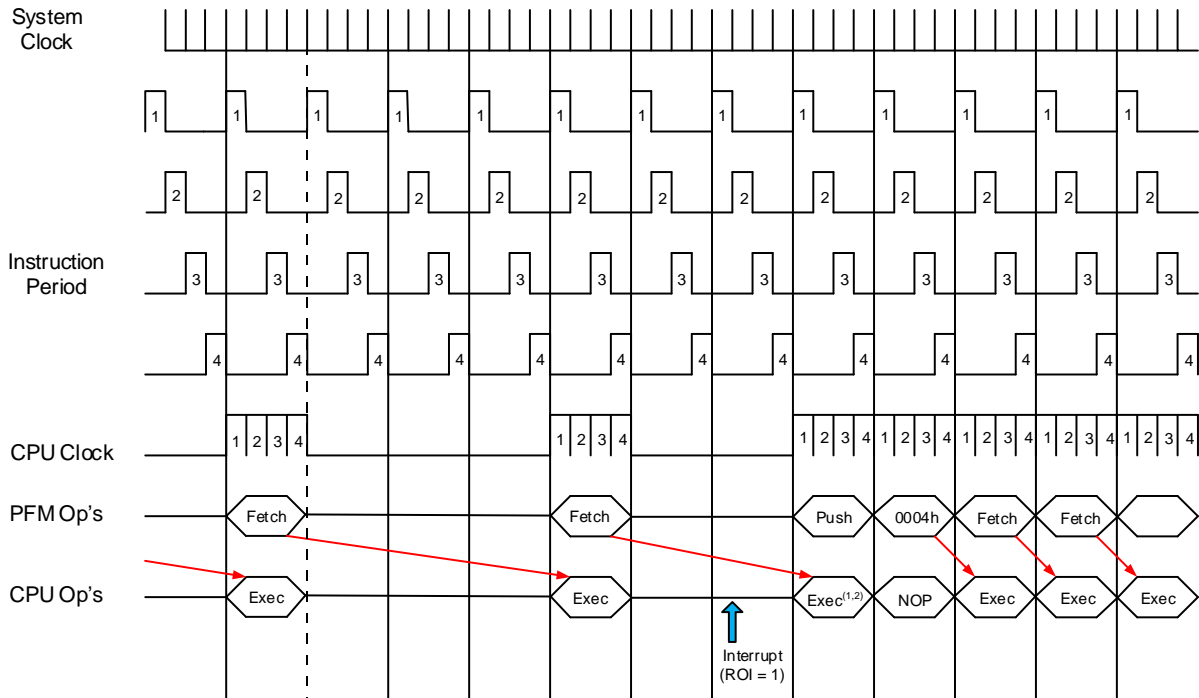 System
Clock
1 1 1 1 1 1 1 1 1 1 1 1 1
2 2 2 2 2 2 2 2 2 2 2 2 2
Instruction
Period
3 3 3 3 3 3 3 3 3 3 3 3 3
4 4 4 4 4 4 4 4 4 4 4 4 4
CPU Clock
1 2 3 4 1 2 3 4 1 2 3 4 1 2 3 4 1 2 3 4 1 2 3 4 1 2 3 4
PFM Op's
Fetch Fetch Push 0004h Fetch Fetch
CPU Op's
Exec Exec Exec(1,2) NOP Exec Exec Exec
Interrupt
(ROI = 1)